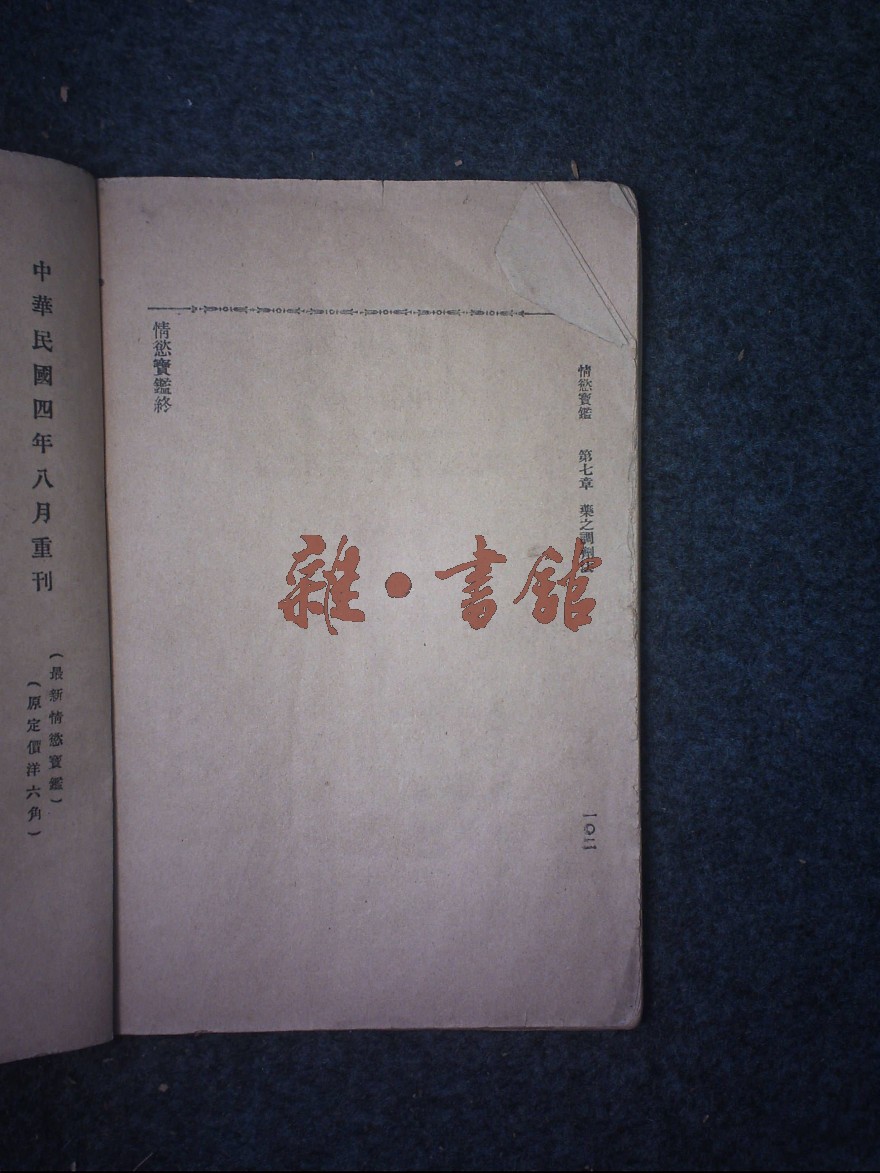 情慾寶鑑 第七章 藥之調劑法
一〇二
情慾寶鑑終
中華民國四年八月重刊
(最新情慾寶鑑)
(原定價洋六角)
雜·書館